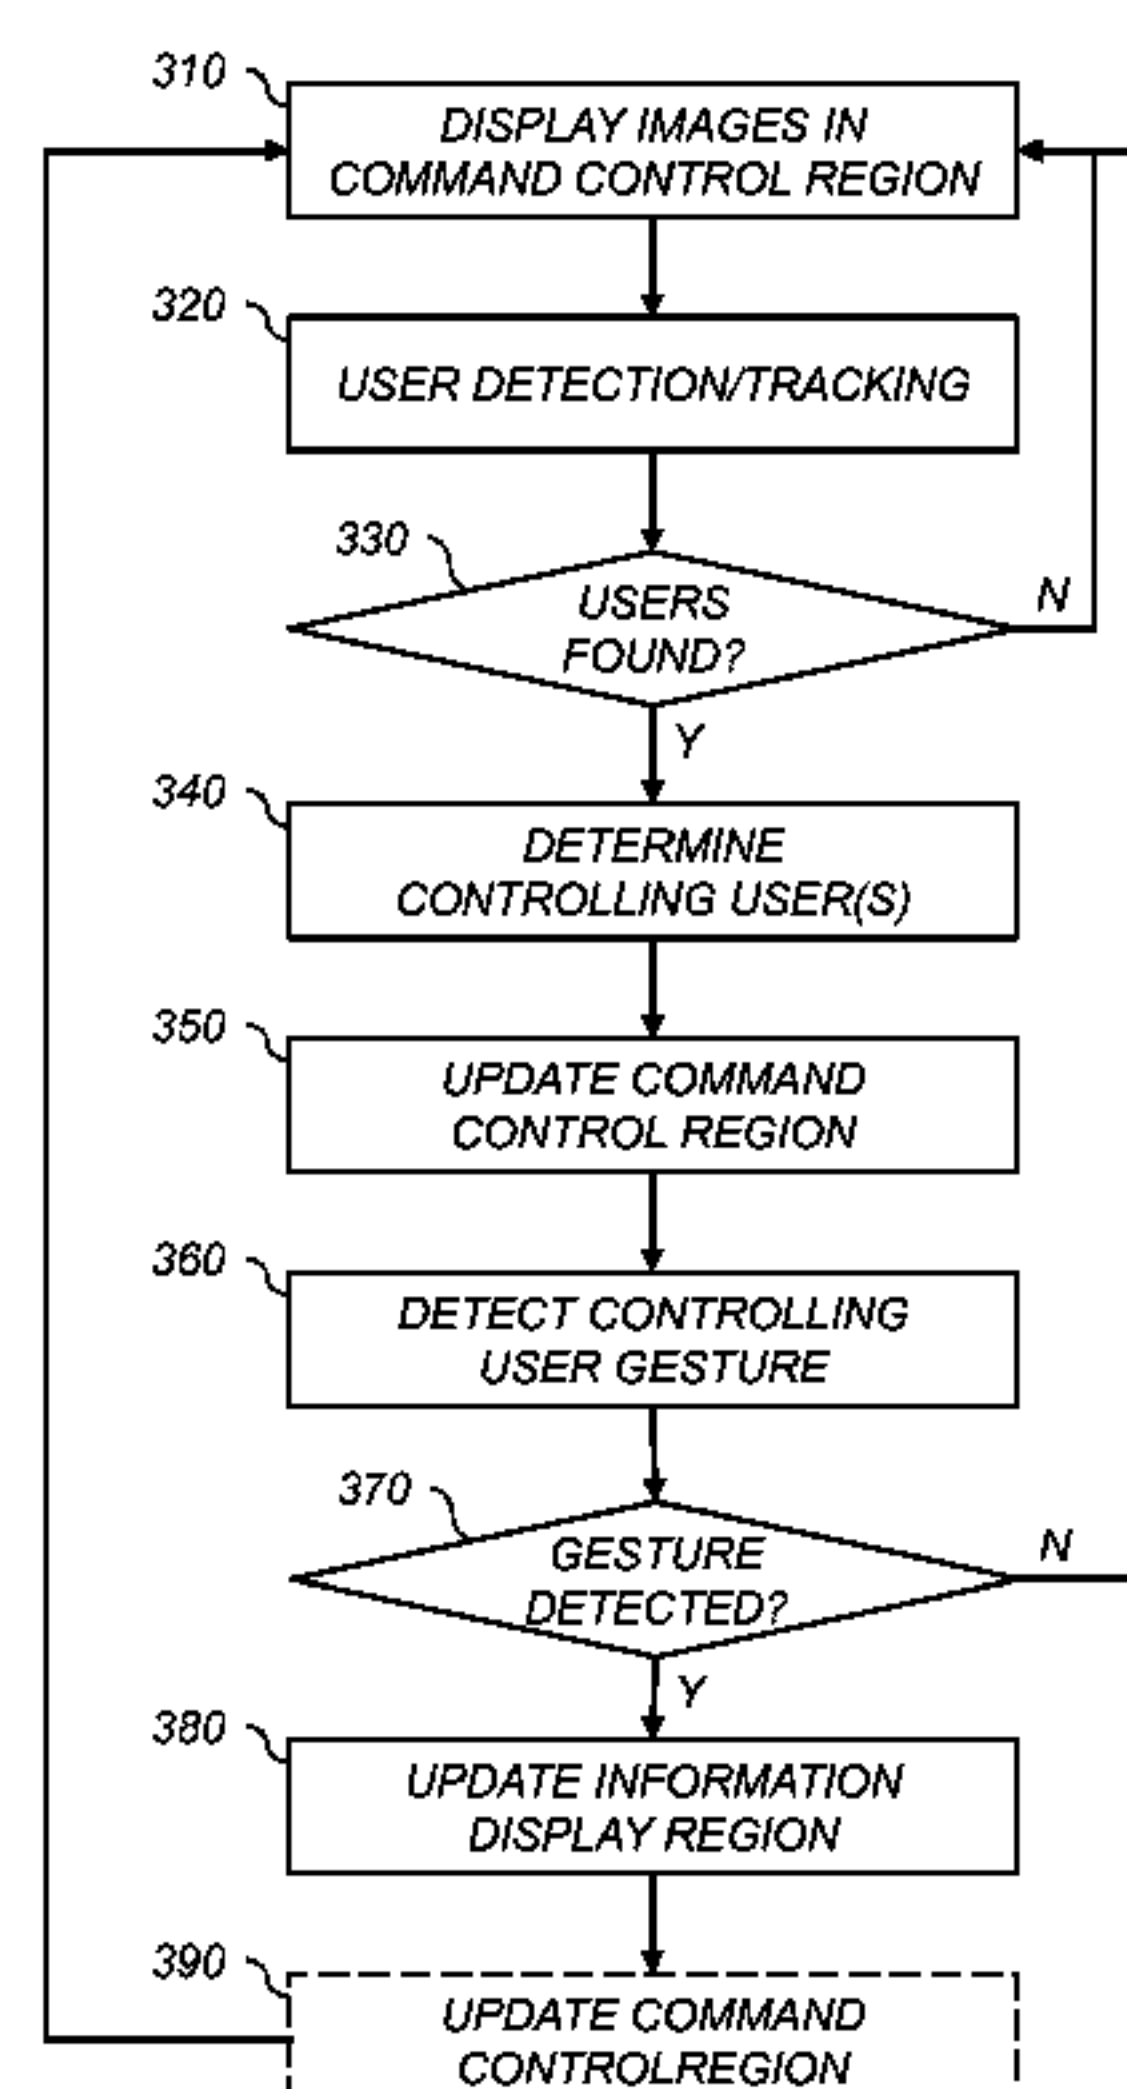 310
DISPLAY IMAGES IN
COMMAND CONTROL REGION
320
USER DETECTION/TRACKING
330
USERS
FOUND?
N
Y
340
DETERMINE
CONTROLLING USER(S)
350
UPDATE COMMAND
CONTROL REGION
360
DETECT CONTROLLING
USER GESTURE
370
GESTURE
DETECTED?
N
Y
380
UPDATE INFORMATION
DISPLAY REGION
390
UPDATE COMMAND
CONTROLREGION